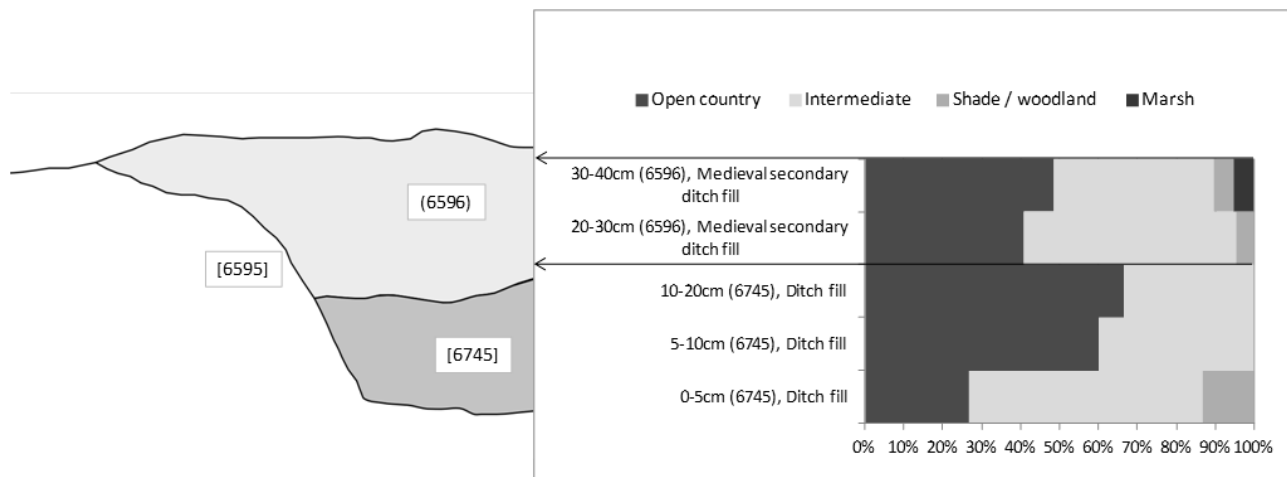 Open country Intermediate Shade / woodland Marsh
30-40cm (6596), Medieval secondary
ditch fill
20-30cm (6596), Medieval secondary
ditch fill
10-20cm (6745), Ditch fill
5-10cm (6745), Ditch fill
0-5cm (6745), Ditch fill
0% 10% 20% 30% 40% 50% 60% 70% 80% 90% 100%
(6596)
[6595]
[6745]